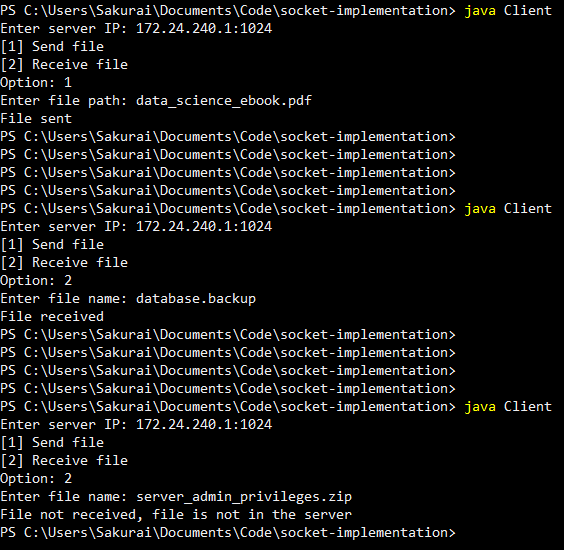 PS C:\Users\Sakurai\Documents\Code\socket-implementation> java Client
Enter server IP: 172.24.240.1:1024
[1] Send file
[2] Receive file
Option: 1
Enter file path: data_science_ebook.pdf
File sent
PS C:\Users\Sakurai\Documents\Code\socket-implementation>
PS C:\Users\Sakurai\Documents\Code\socket-implementation>
PS C:\Users\Sakurai\Documents\Code\socket-implementation>
PS C:\Users\Sakurai\Documents\Code\socket-implementation>
PS C:\Users\Sakurai\Documents\Code\socket-implementation> java Client
Enter server IP: 172.24.240.1:1024
[1] Send file
[2] Receive file
Option: 2
Enter file name: database.backup
File received
PS C:\Users\Sakurai\Documents\Code\socket-implementation>
PS C:\Users\Sakurai\Documents\Code\socket-implementation>
PS C:\Users\Sakurai\Documents\Code\socket-implementation>
PS C:\Users\Sakurai\Documents\Code\socket-implementation>
PS C:\Users\Sakurai\Documents\Code\socket-implementation> java Client
Enter server IP: 172.24.240.1:1024
[1] Send file
[2] Receive file
Option: 2
Enter file name: server_admin_privileges.zip
File not received, file is not in the server
PS C:\Users\Sakurai\Documents\Code\socket-implementation>